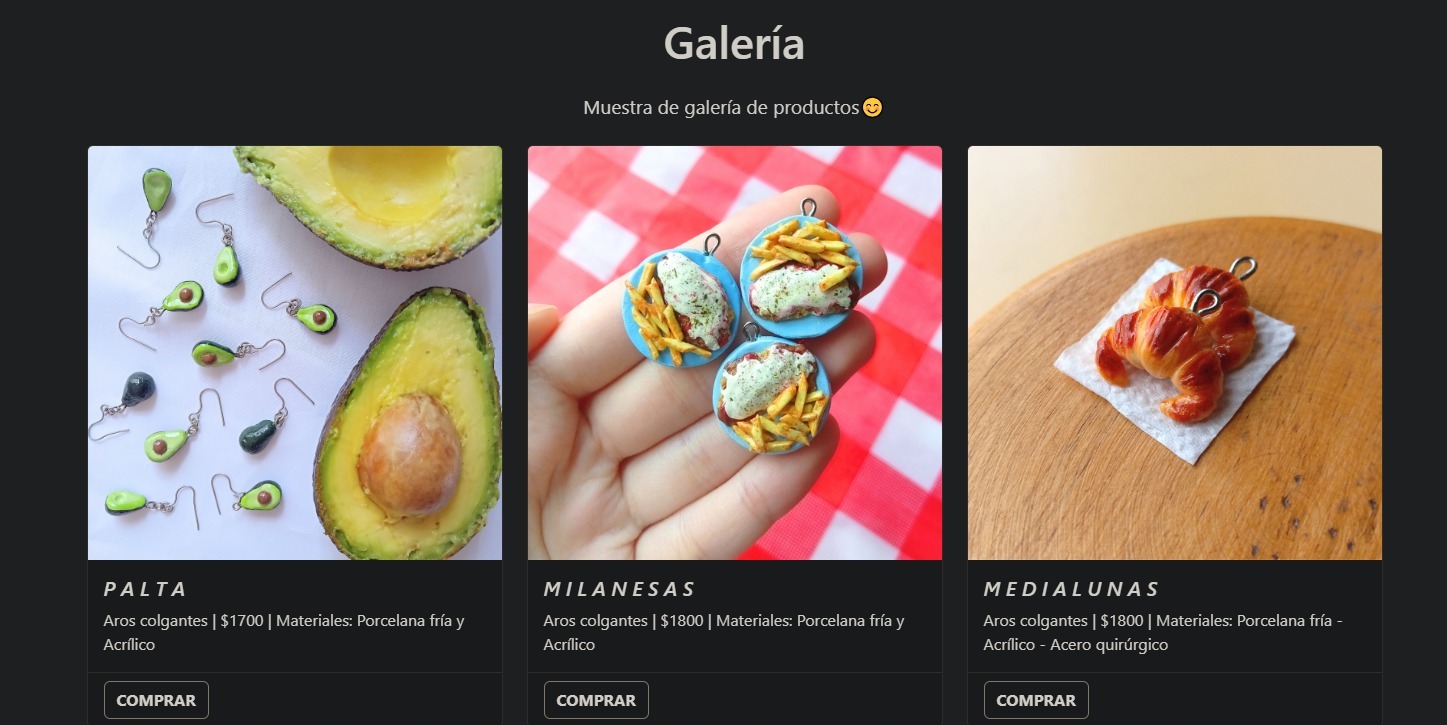 Galería
Muestra de galería de productos😊
PALTA
Aros colgantes | $1700 | Materiales: Porcelana fría y
Acrílico
COMPRAR
MILANESAS
Aros colgantes | $1800 | Materiales: Porcelana fría y
Acrílico
COMPRAR
MEDIALUNAS
Aros colgantes | $1800 | Materiales: Porcelana fría -
Acrílico - Acero quirúrgico
COMPRAR